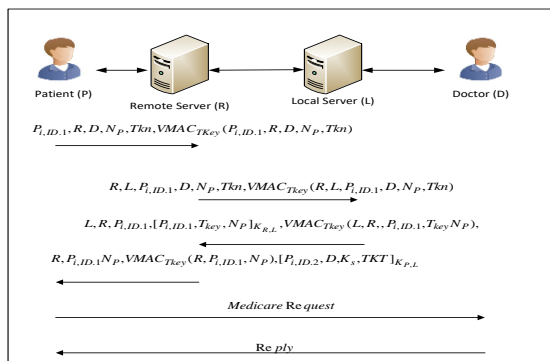 Patient (P) Remote Server (R) Local Server (L) Doctor (D)
P_{i,ID.1},R,D,N_P,Tkn,VMAC_{TKey}(P_{i,ID.1},R,D,N_P,Tkn)
R,L,P_{i,ID.1},D,N_P,Tkn,VMAC_{Tkey}(R,L,P_{i,ID.1},D,N_P,Tkn)
L,R,P_{i,ID.1},[P_{i,ID.1},T_{key},N_P]_{K_{R,L}},VMAC_{Tkey}(L,R,,P_{i,ID.1},T_{key}N_P),
R,P_{i,ID.1}N_P,VMAC_{Tkey}(R,P_{i,ID.1},N_P),[P_{i,ID.2},D,K_s,TKT]_{K_{P,L}}
Medicare Request
Reply